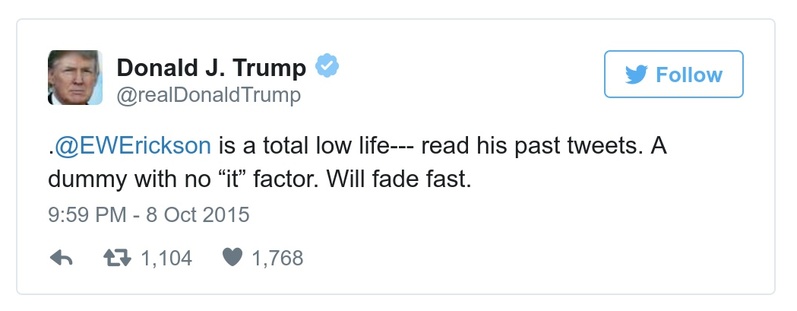 Donald J. Trump
@realDonaldTrump
Follow
.@EWErickson is a total low life--- read his past tweets. A
dummy with no “it” factor. Will fade fast.
9:59 PM - 8 Oct 2015
1,104 1,768